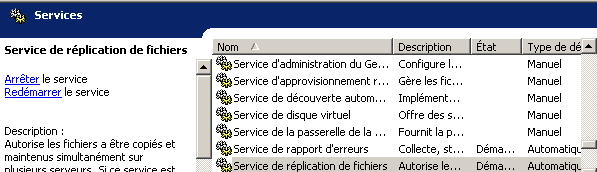 Services
Service de réplication de fichiers
Arrêter le service
Redémarrer le service
Description :
Autorise les fichiers a être copiés et
maintenus simultanément sur
plusieurs serveurs. Si ce service est
Nom Description État Type de dé
Service d'administration du Ge... Configure l... Manuel
Service d'approvisionnement r... Gère les fic... Manuel
Service de découverte autom... Implément... Manuel
Service de disque virtuel Offre des s... Manuel
Service de la passerelle de la ... Fournit la p... Manuel
Service de rapport d'erreurs Collecte, st... Déma... Automatiqu
Service de réplication de fichiers Autorise le... Déma... Automatiqu